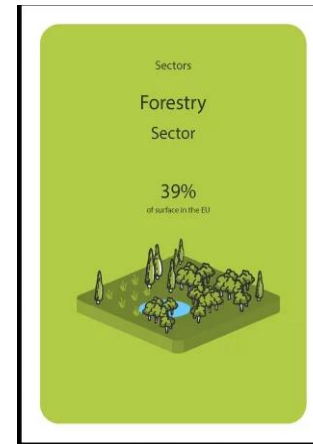 Sectors
Forestry
Sector
39%
of surface in the EU